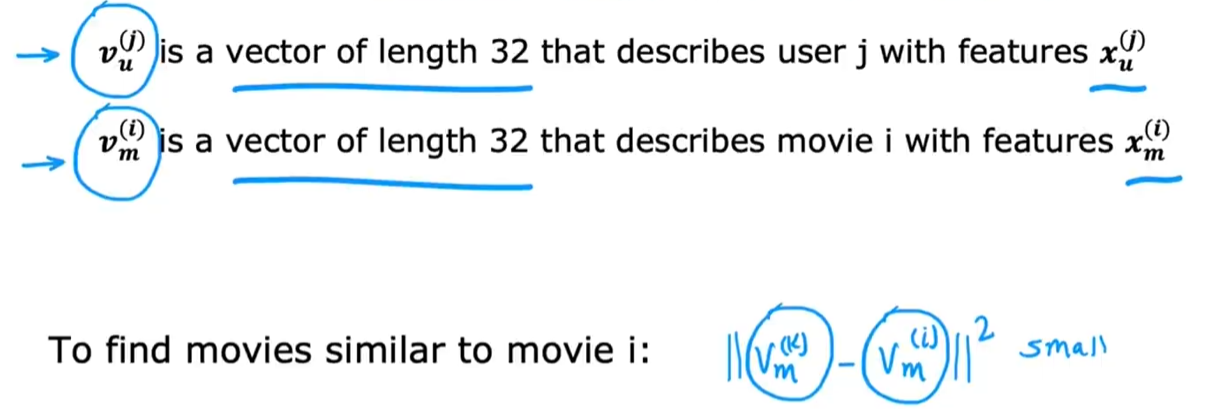 → v_u^(j) is a vector of length 32 that describes user j with features x_u^(j)
→ v_m^(i) is a vector of length 32 that describes movie i with features x_m^(i)
To find movies similar to movie i: ||v_m^(k) - v_m^(i)||^2 small